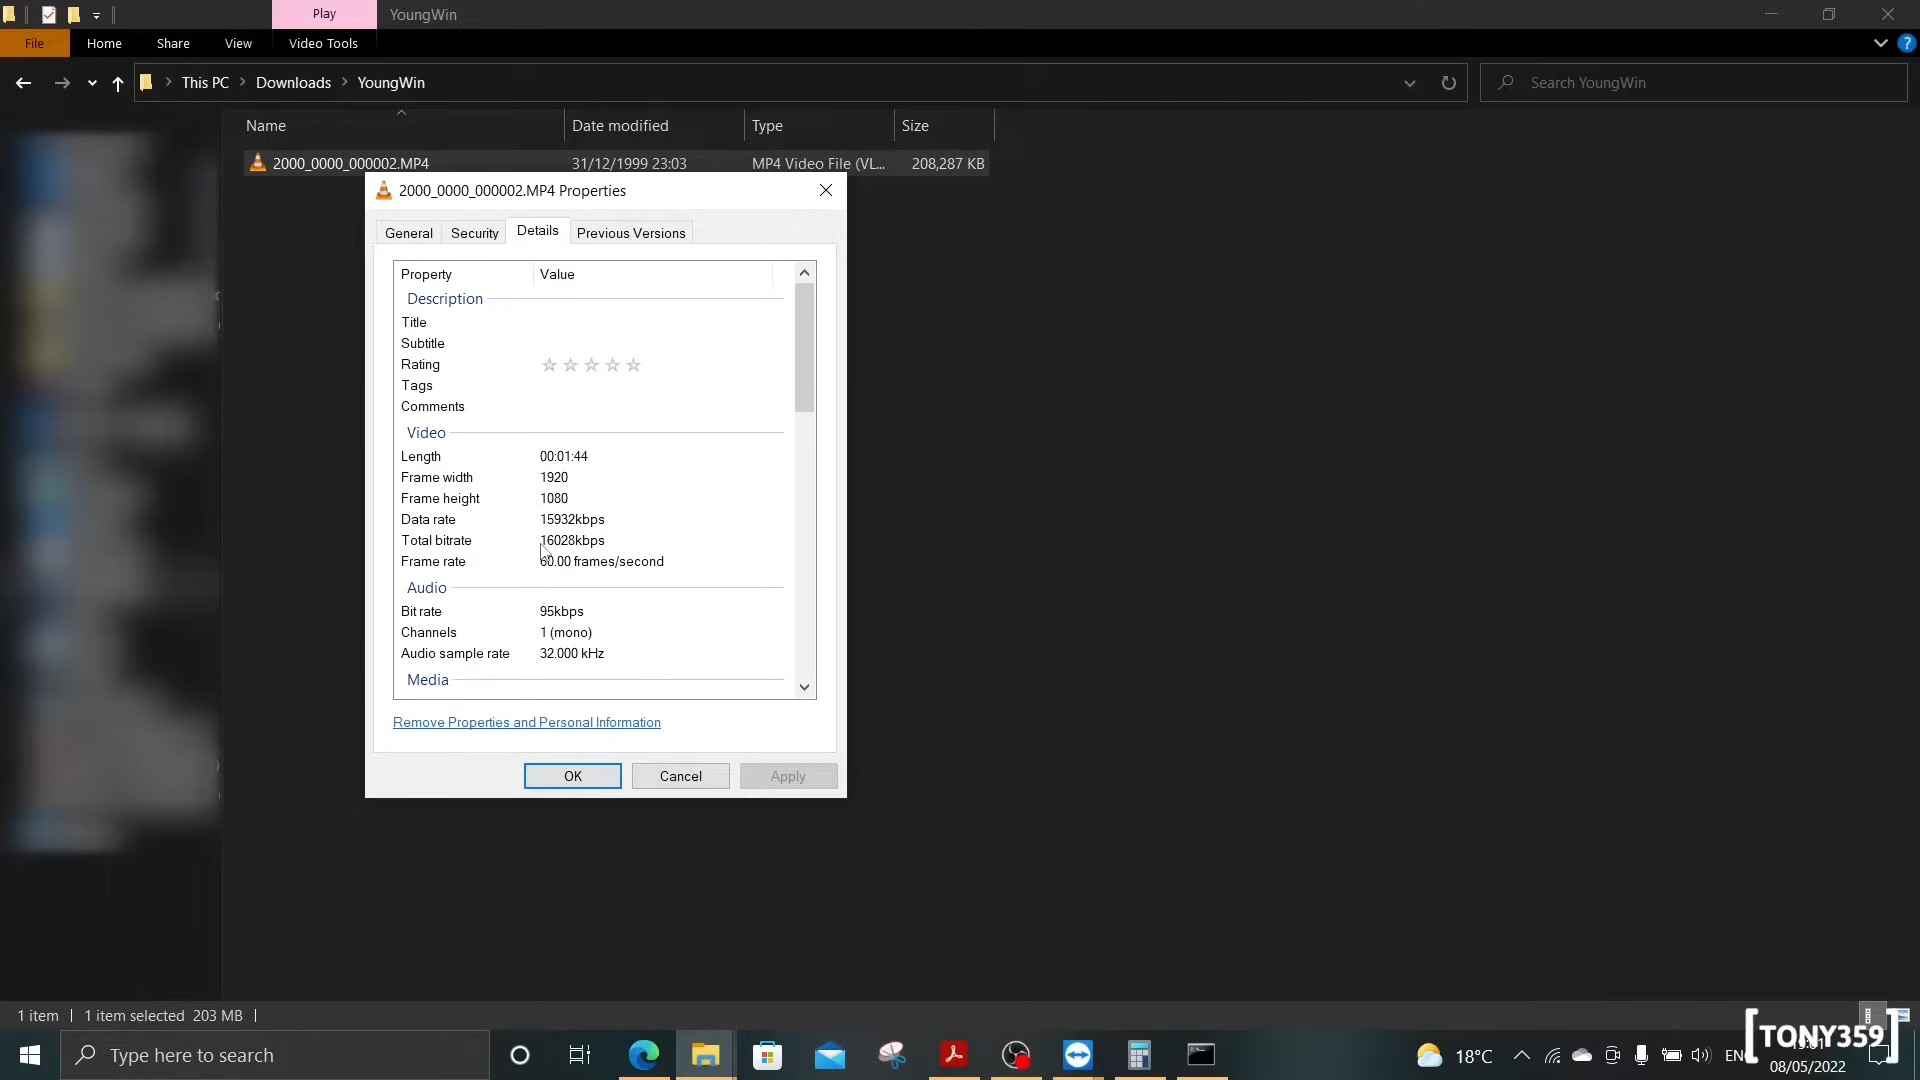 Play
YoungWin
File
Home
Share
View
Video Tools
This PC
Downloads
YoungWin
Search YoungWin
Name
Date modified
Type
Size
2000_0000_000002.MP4
31/12/1999 23:03
MP4 Video File (VL...
208,287 KB
2000_0000_000002.MP4 Properties
General
Security
Details
Previous Versions
Property
Value
Description
Title
Subtitle
Rating
Tags
Comments
Video
Length
00:01:44
Frame width
1920
Frame height
1080
Data rate
15932kbps
Total bitrate
16028kbps
Frame rate
60.00 frames/second
Audio
Bit rate
95kbps
Channels
1 (mono)
Audio sample rate
32.000 kHz
Media
Remove Properties and Personal Information
OK
Cancel
Apply
1 item
1 item selected 203 MB
Type here to search
18°C
[TONY359]
08/05/2022